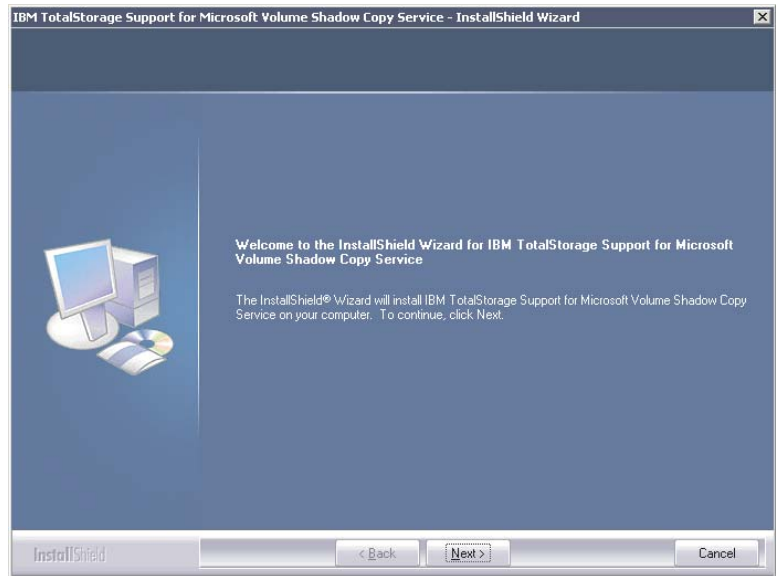 IBM TotalStorage Support for Microsoft Volume Shadow Copy Service - InstallShield Wizard
Welcome to the InstallShield Wizard for IBM TotalStorage Support for Microsoft
Volume Shadow Copy Service
The InstallShield® Wizard will install IBM TotalStorage Support for Microsoft Volume Shadow Copy
Service on your computer. To continue, click Next.
InstallShield
< Back
Next >
Cancel